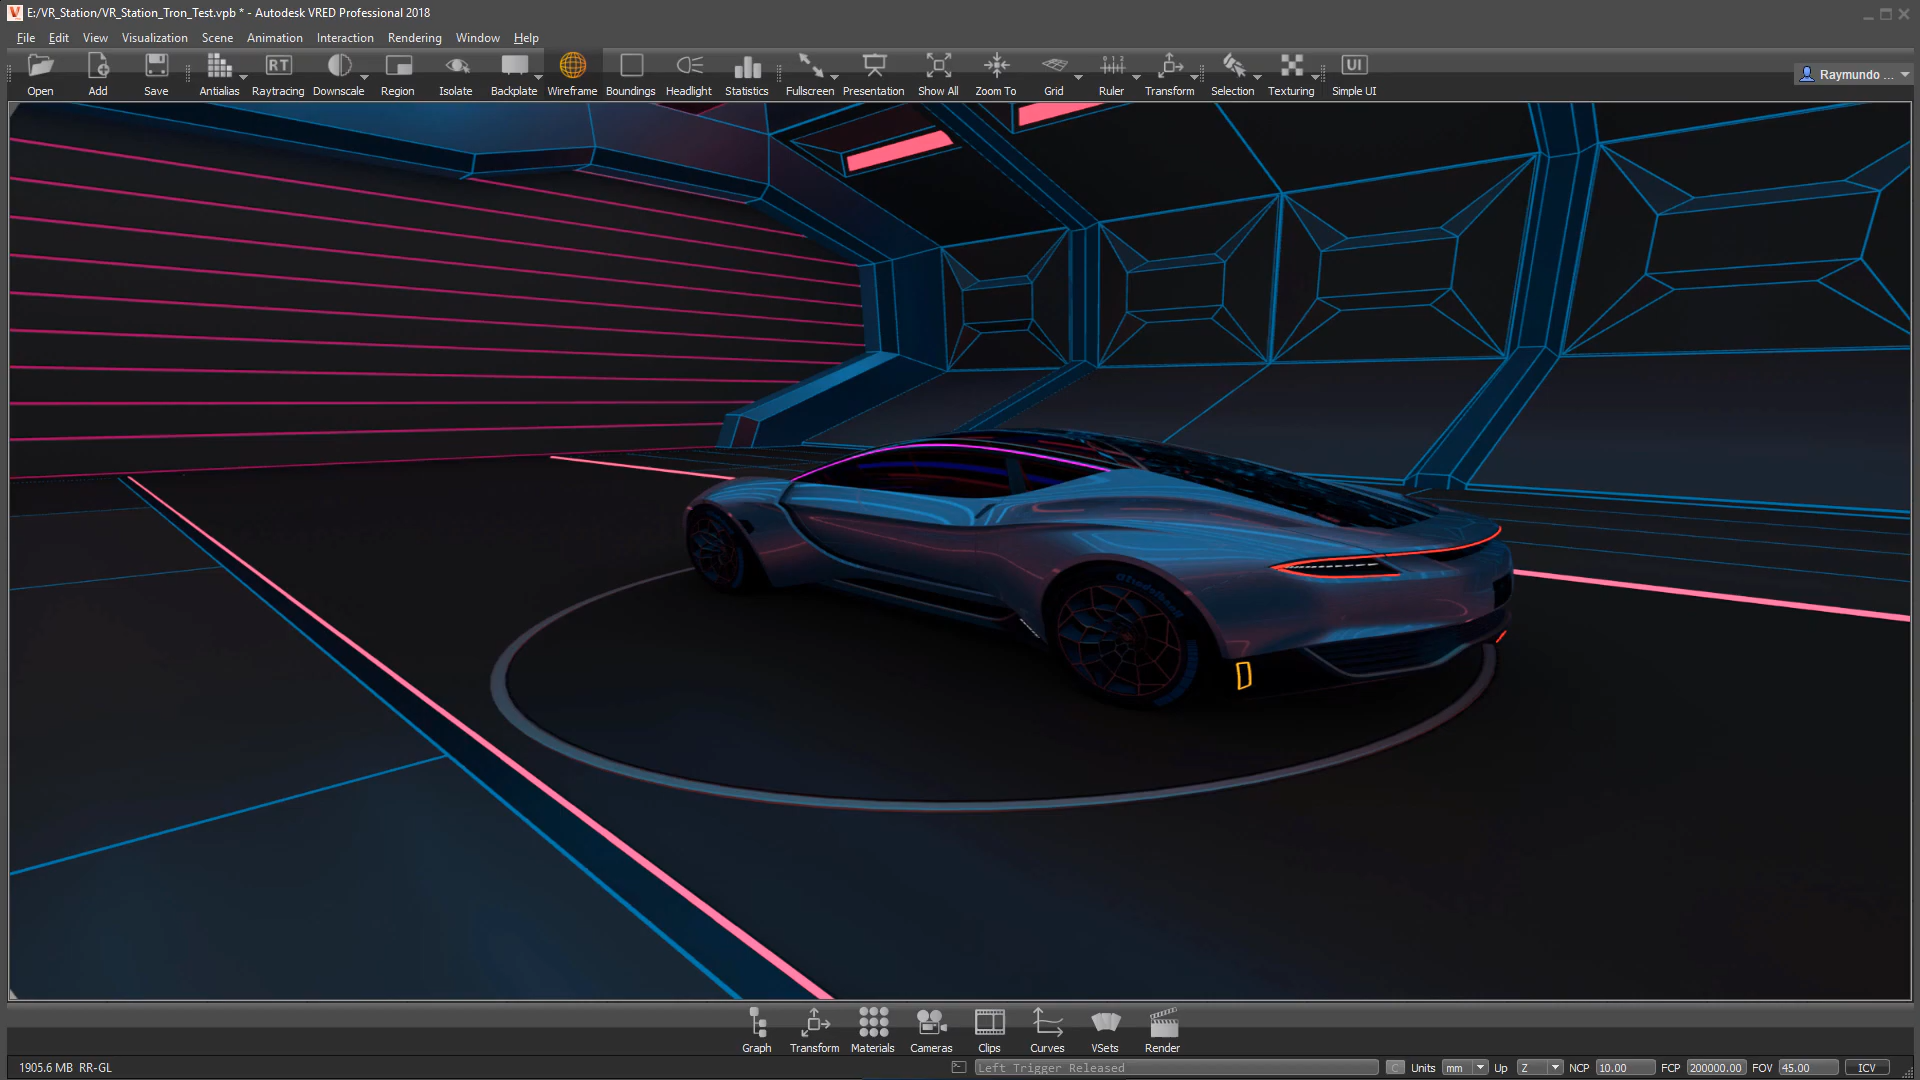 E:/VR_Station/VR_Station_Tron_Test.vpb * - Autodesk VRED Professional 2018
File Edit View Visualization Scene Animation Interaction Rendering Window Help
RT UI
Open Add Save Antialias Raytracing Downscale Region Isolate Backplate Wireframe Boundings Headlight Statistics Fullscreen Presentation Show All Zoom To Grid Ruler Transform Selection Texturing Simple UI
Raymundo ...
Graph Transform Materials Cameras Clips Curves VSets Render
1905.6 MB RR-GL Left Trigger Released C Units mm Up Z NCP 10.00 FCP 200000.00 FOV 45.00 ICV